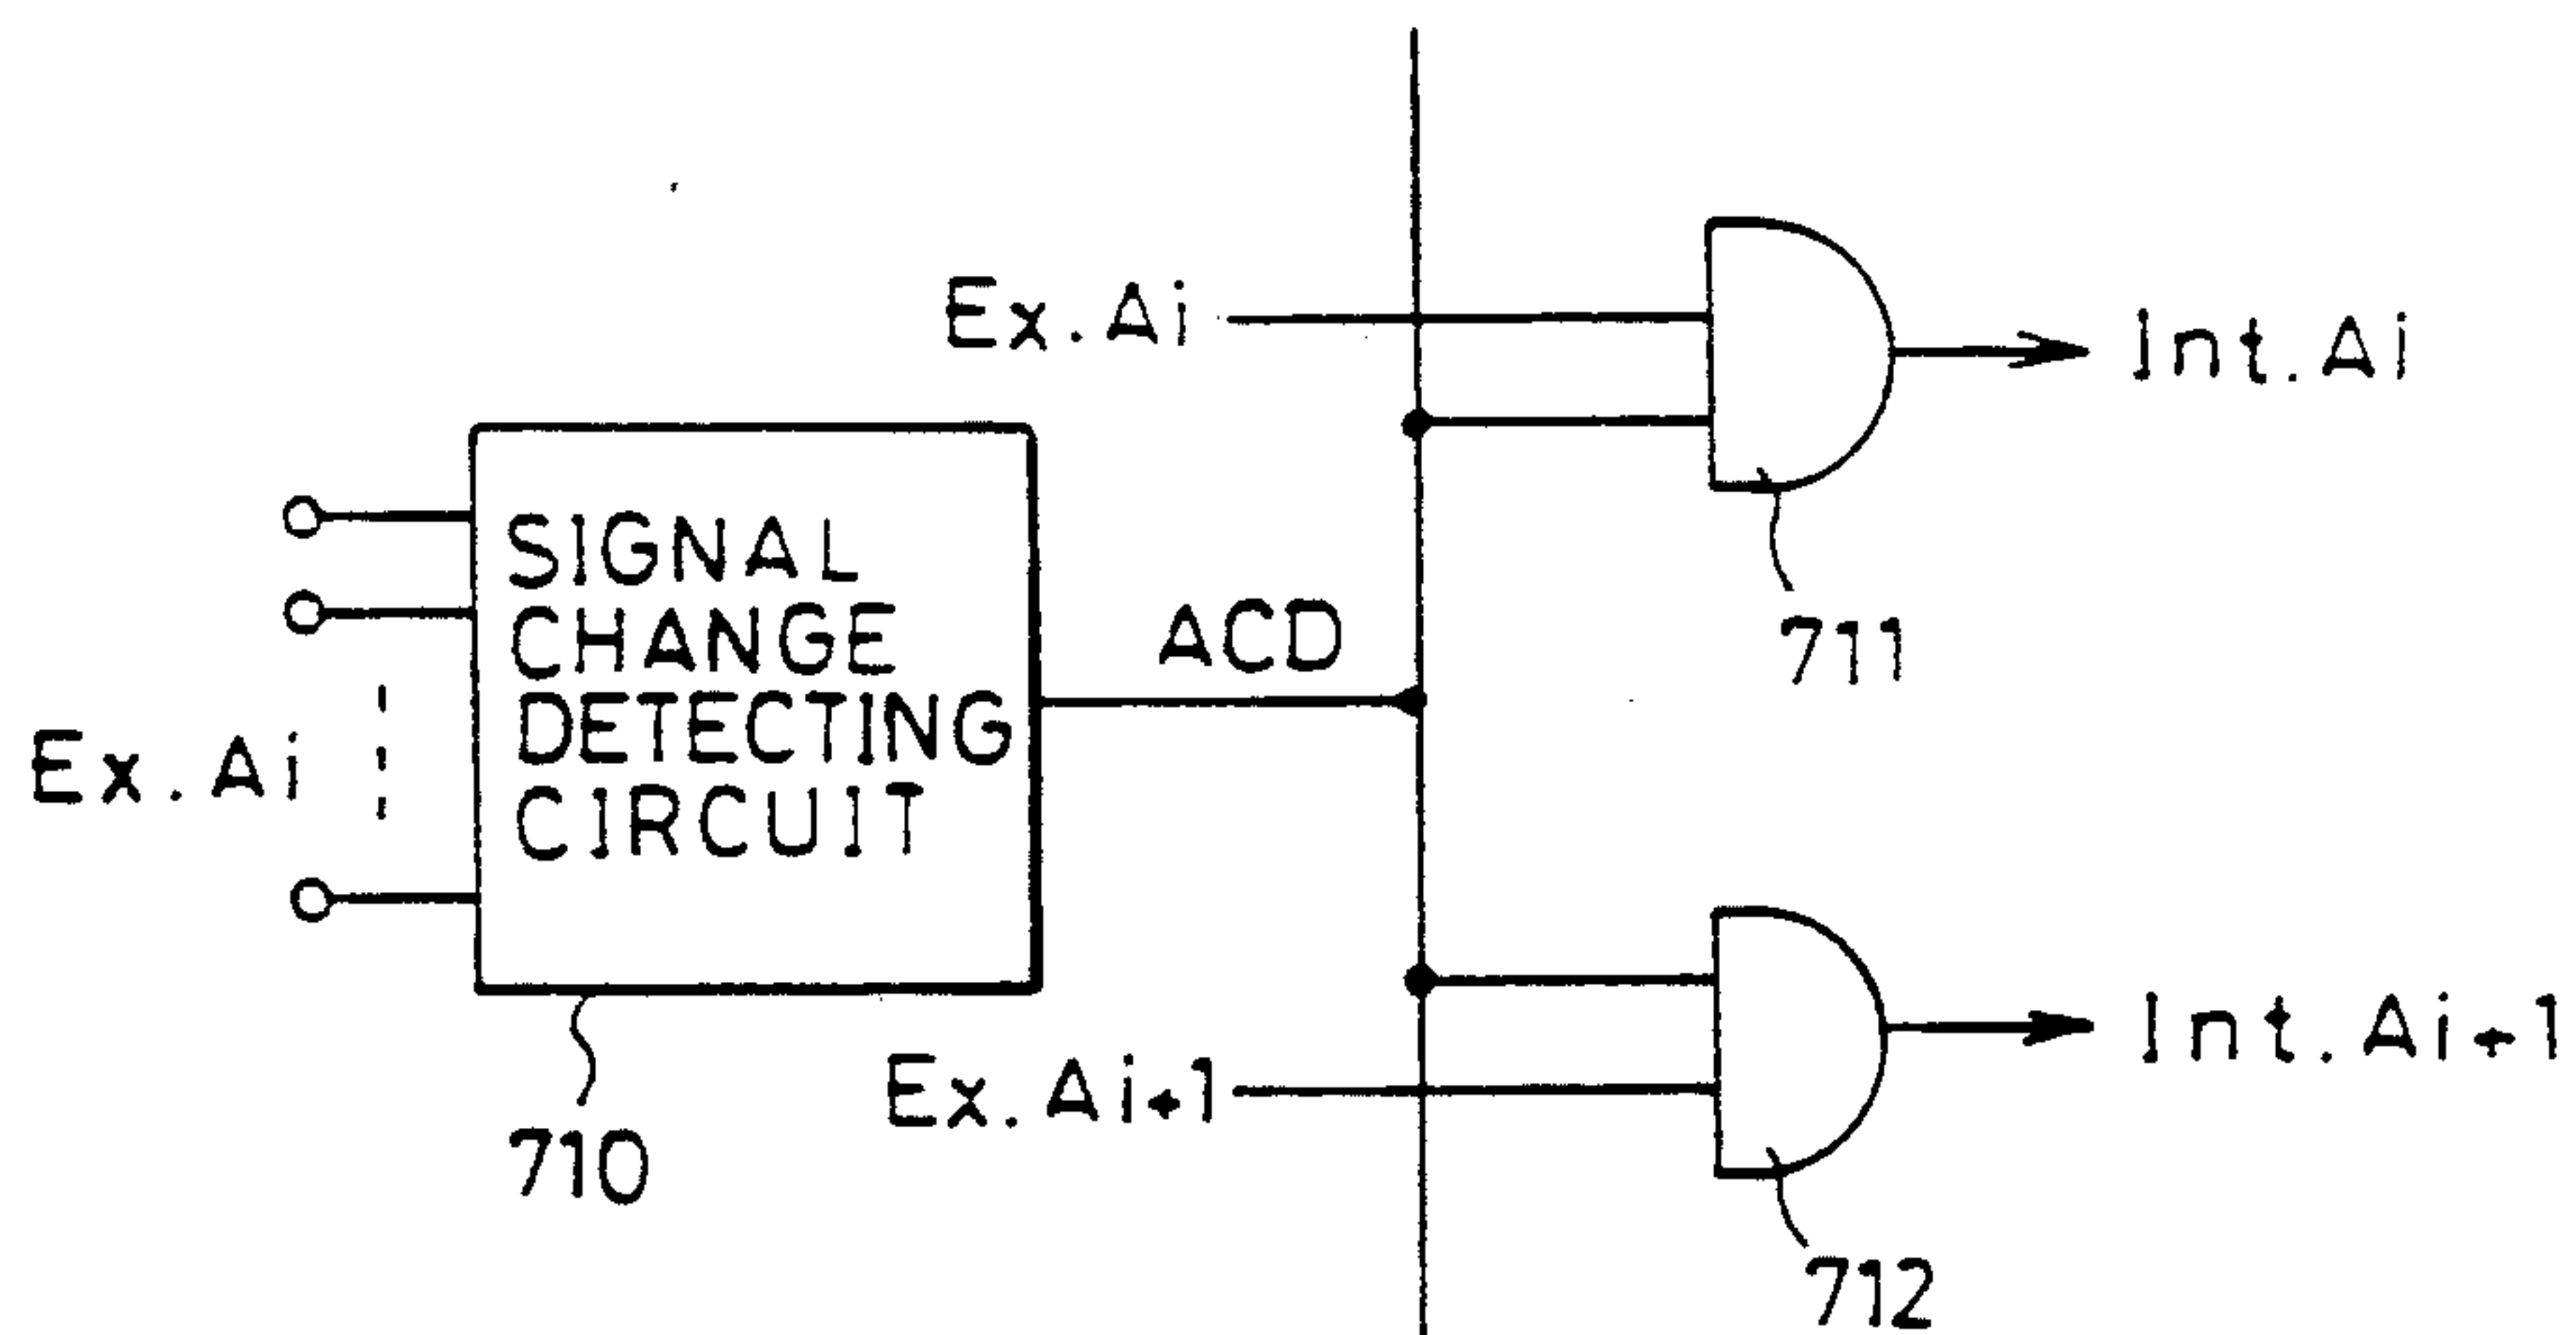 Ex.Ai
Int.Ai
711
SIGNAL
CHANGE
DETECTING
CIRCUIT
ACD
Ex.Ai
710
Ex.Ai+1
Int.Ai+1
712